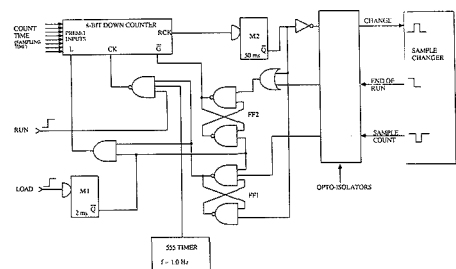 COUNT TIME
(SAMPLING TIME)
6-BIT DOWN COUNTER
PRESET INPUTS
RCK
L
CK
G
M2
Q
50 ms
CHANGE
SAMPLE CHANGER
END OF RUN
SAMPLE COUNT
FF2
RUN
LOAD
M1
2 ms
Q
FF1
OPTO-ISOLATORS
555 TIMER
f = 1.0 Hz